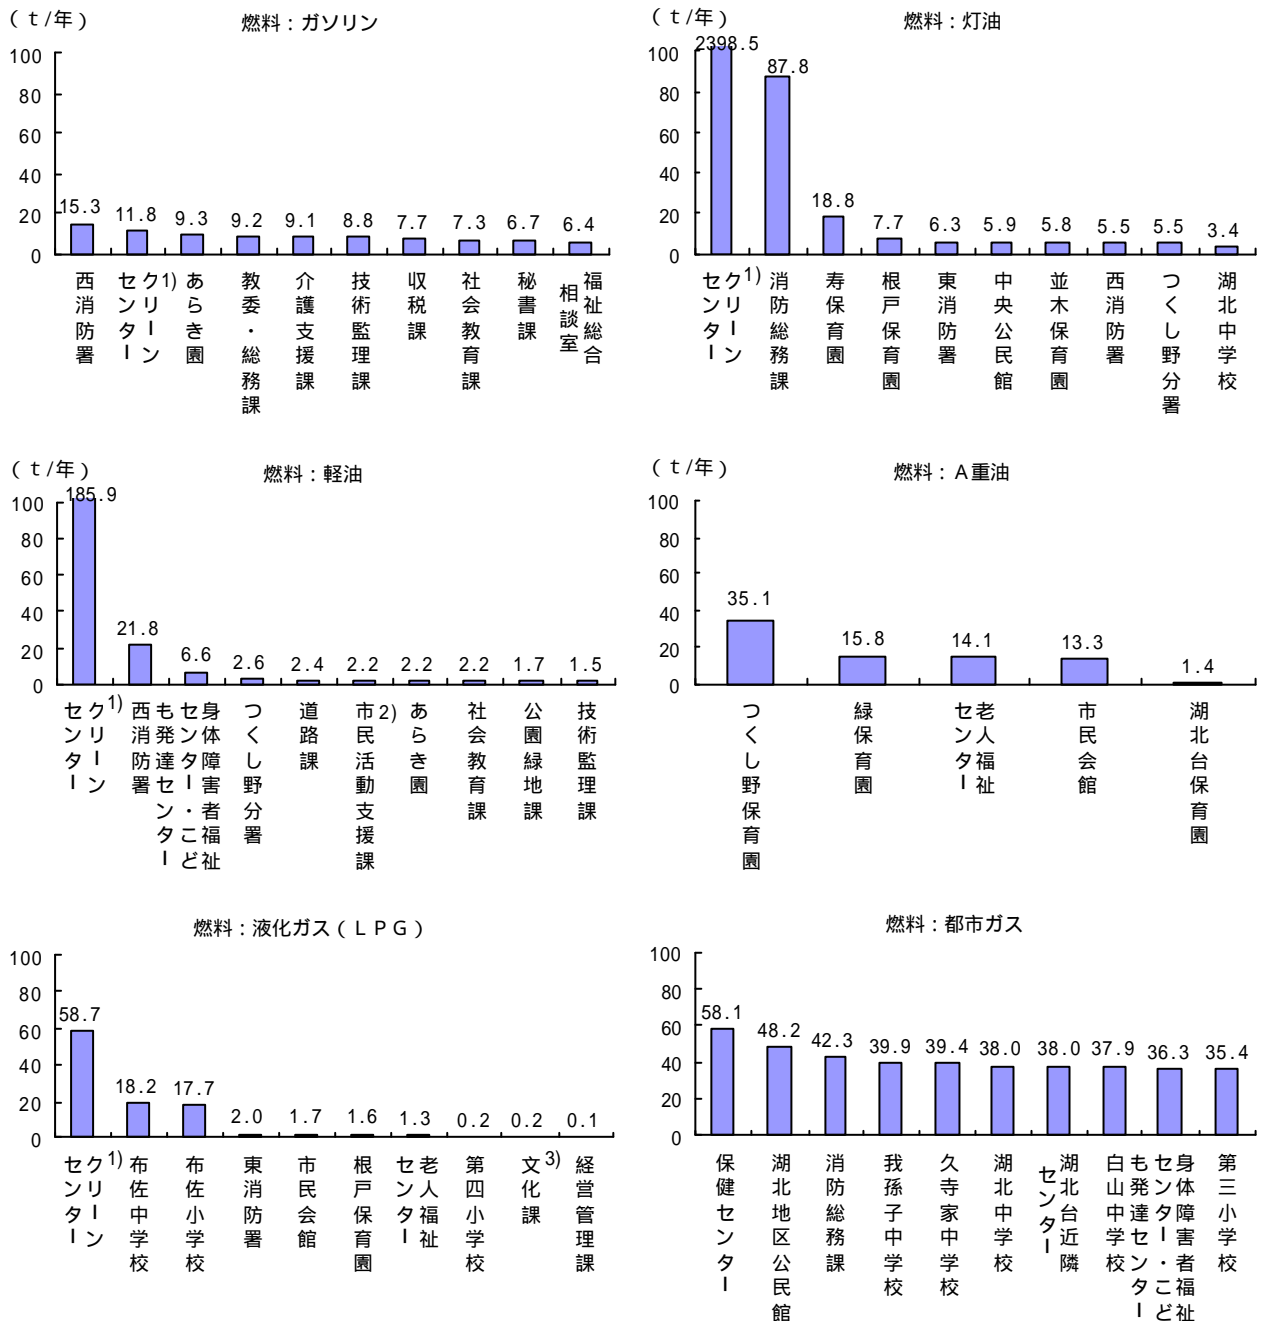 (t/年)
燃料：ガソリン
100
80
60
40
20
0
15.3 11.8 9.3 9.2 9.1 8.8 7.7 7.3 6.7 6.4
西消防署
クリーンセンター1)
あらき園
教委・総務課
介護支援課
技術監理課
収税課
社会教育課
秘書課
福祉総合相談室
(t/年)
燃料：灯油
100
80
60
40
20
0
2398.5 87.8 18.8 7.7 6.3 5.9 5.8 5.5 5.5 3.4
クリーンセンター1)
消防総務課
寿保育園
根戸保育園
東消防署
中央公民館
並木保育園
西消防署
つくし野分署
湖北中学校
(t/年)
燃料：軽油
100
80
60
40
20
0
185.9 21.8 6.6 2.6 2.4 2.2 2.2 2.2 1.7 1.5
クリーンセンター1)
西消防署
身体障害者福祉センター・こども発達センター
つくし野分署
道路課
市民活動支援課2)
あらき園
社会教育課
公園緑地課
技術監理課
(t/年)
燃料：A重油
100
80
60
40
20
0
35.1 15.8 14.1 13.3 1.4
つくし野保育園
緑保育園
老人福祉センター
市民会館
湖北台保育園
燃料：液化ガス（LPG）
100
80
60
40
20
0
58.7 18.2 17.7 2.0 1.7 1.6 1.3 0.2 0.2 0.1
クリーンセンター1)
布佐中学校
布佐小学校
東消防署
市民会館
根戸保育園
老人福祉センター
第四小学校
文化課3)
経営管理課
燃料：都市ガス
100
80
60
40
20
0
58.1 48.2 42.3 39.9 39.4 38.0 38.0 37.9 36.3 35.4
保健センター
湖北地区公民館
消防総務課
我孫子中学校
久寺家中学校
湖北中学校
湖北台近隣センター
白山中学校
身体障害者福祉センター・こども発達センター
第三小学校